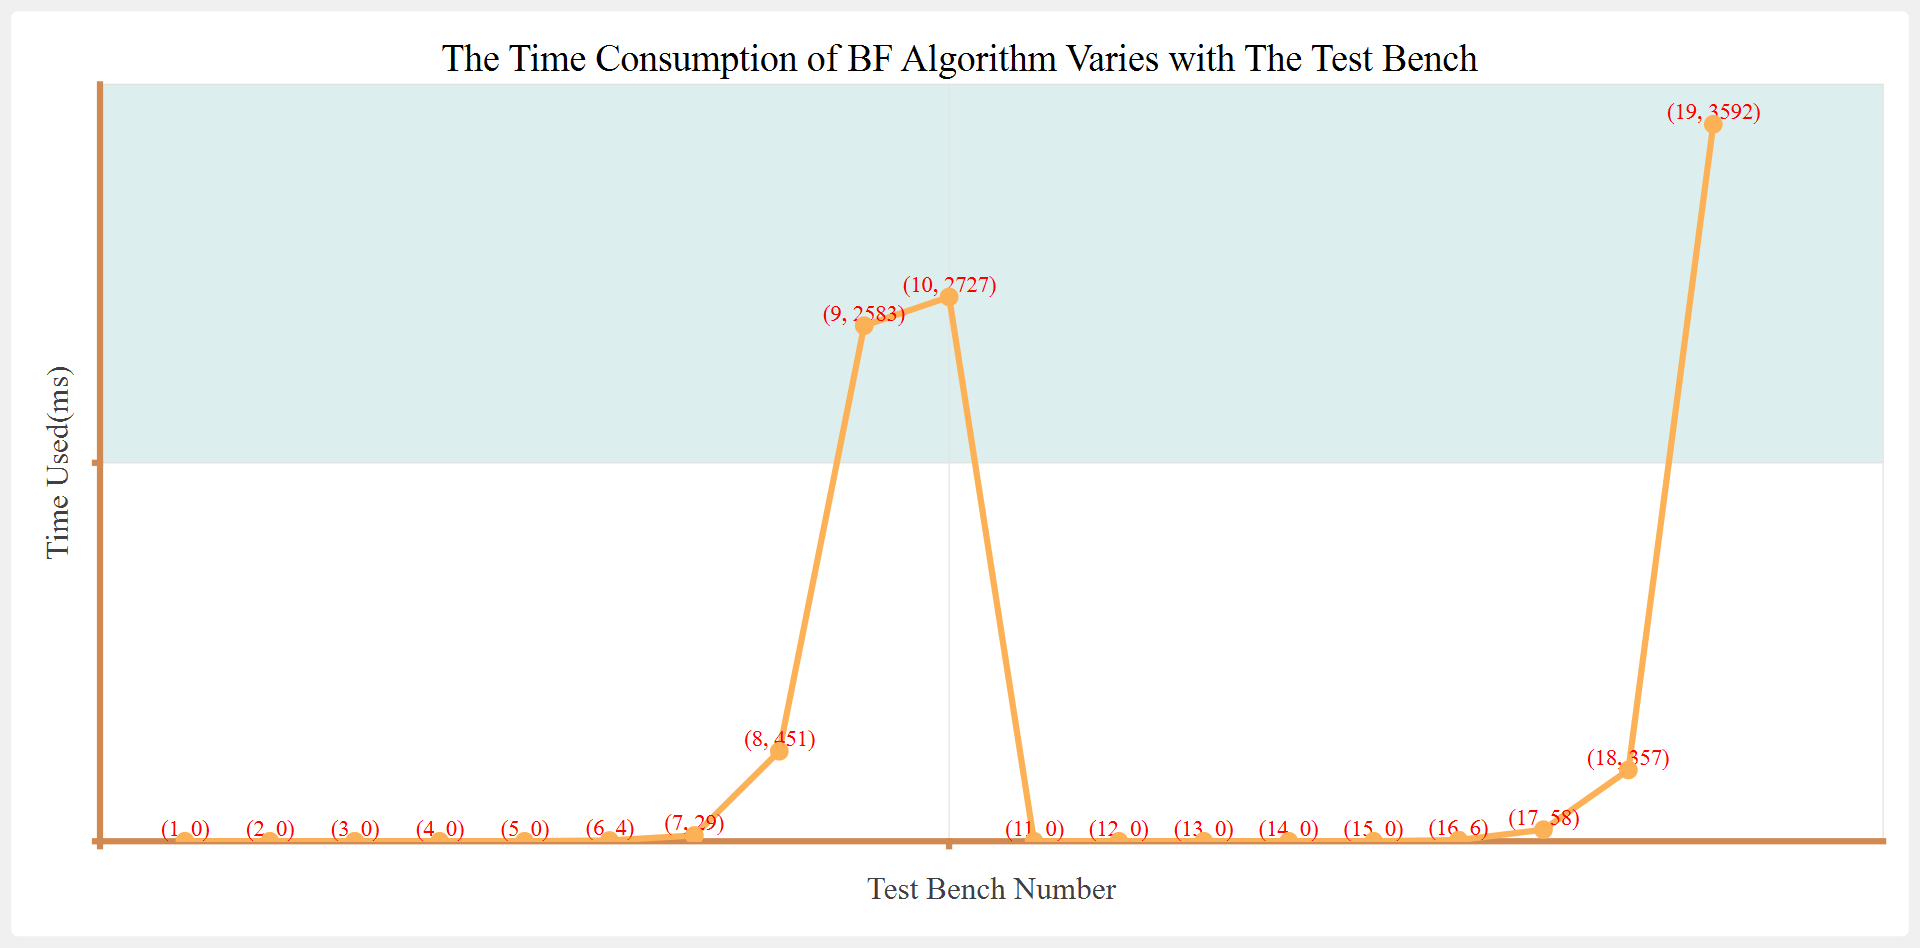 The Time Consumption of BF Algorithm Varies with The Test Bench
(19, 3592)
(10, 2727)
(9, 2583)
Time Used(ms)
(8, 451)
(18, 357)
(1, 0) (2, 0) (3, 0) (4, 0) (5, 0) (6, 4) (7, 29) (11, 0) (12, 0) (13, 0) (14, 0) (15, 0) (16, 6) (17, 58)
Test Bench Number